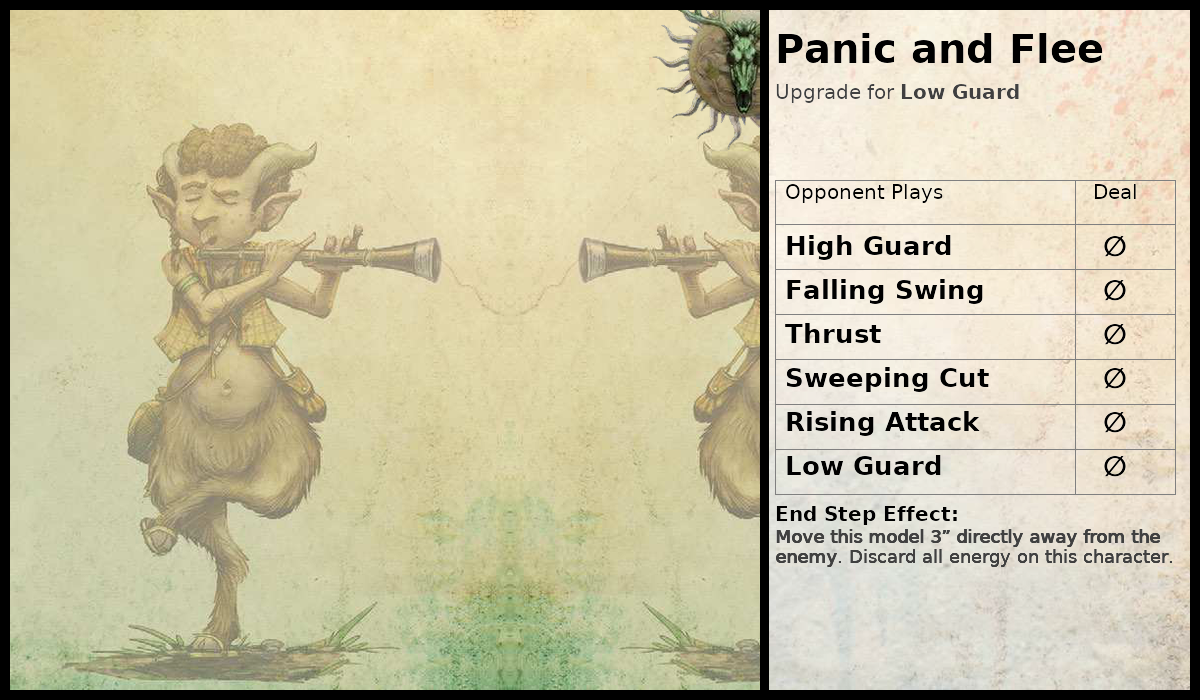 Panic and Flee
Upgrade for Low Guard
Opponent Plays Deal
High Guard ∅
Falling Swing ∅
Thrust ∅
Sweeping Cut ∅
Rising Attack ∅
Low Guard ∅
End Step Effect:
Move this model 3” directly away from the
enemy. Discard all energy on this character.